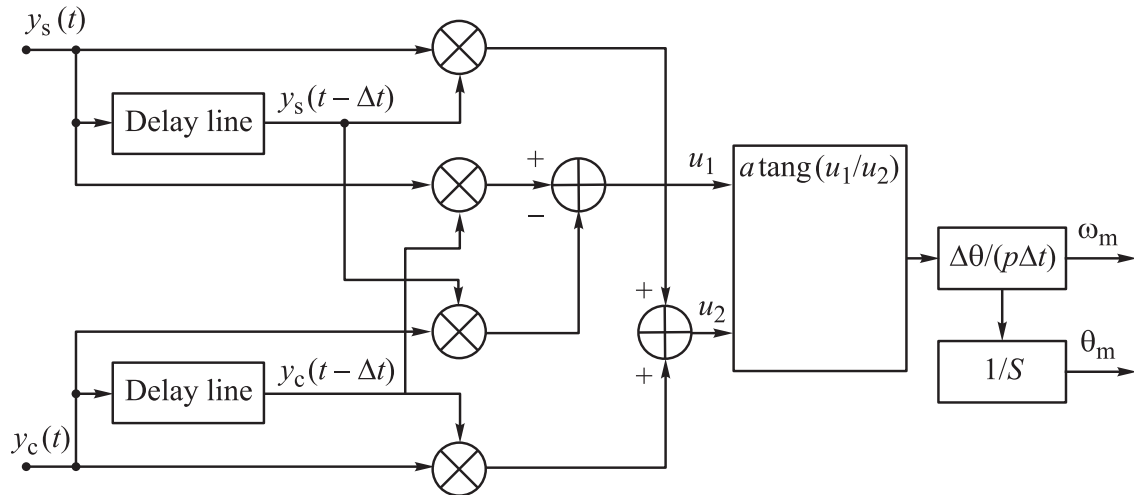 y_s(t)
Delay line
y_s(t − Δt)
+
−
u_1
a tang (u_1/u_2)
ω_m
Δθ/(pΔt)
+
u_2
θ_m
1/S
Delay line
y_c(t − Δt)
+
y_c(t)